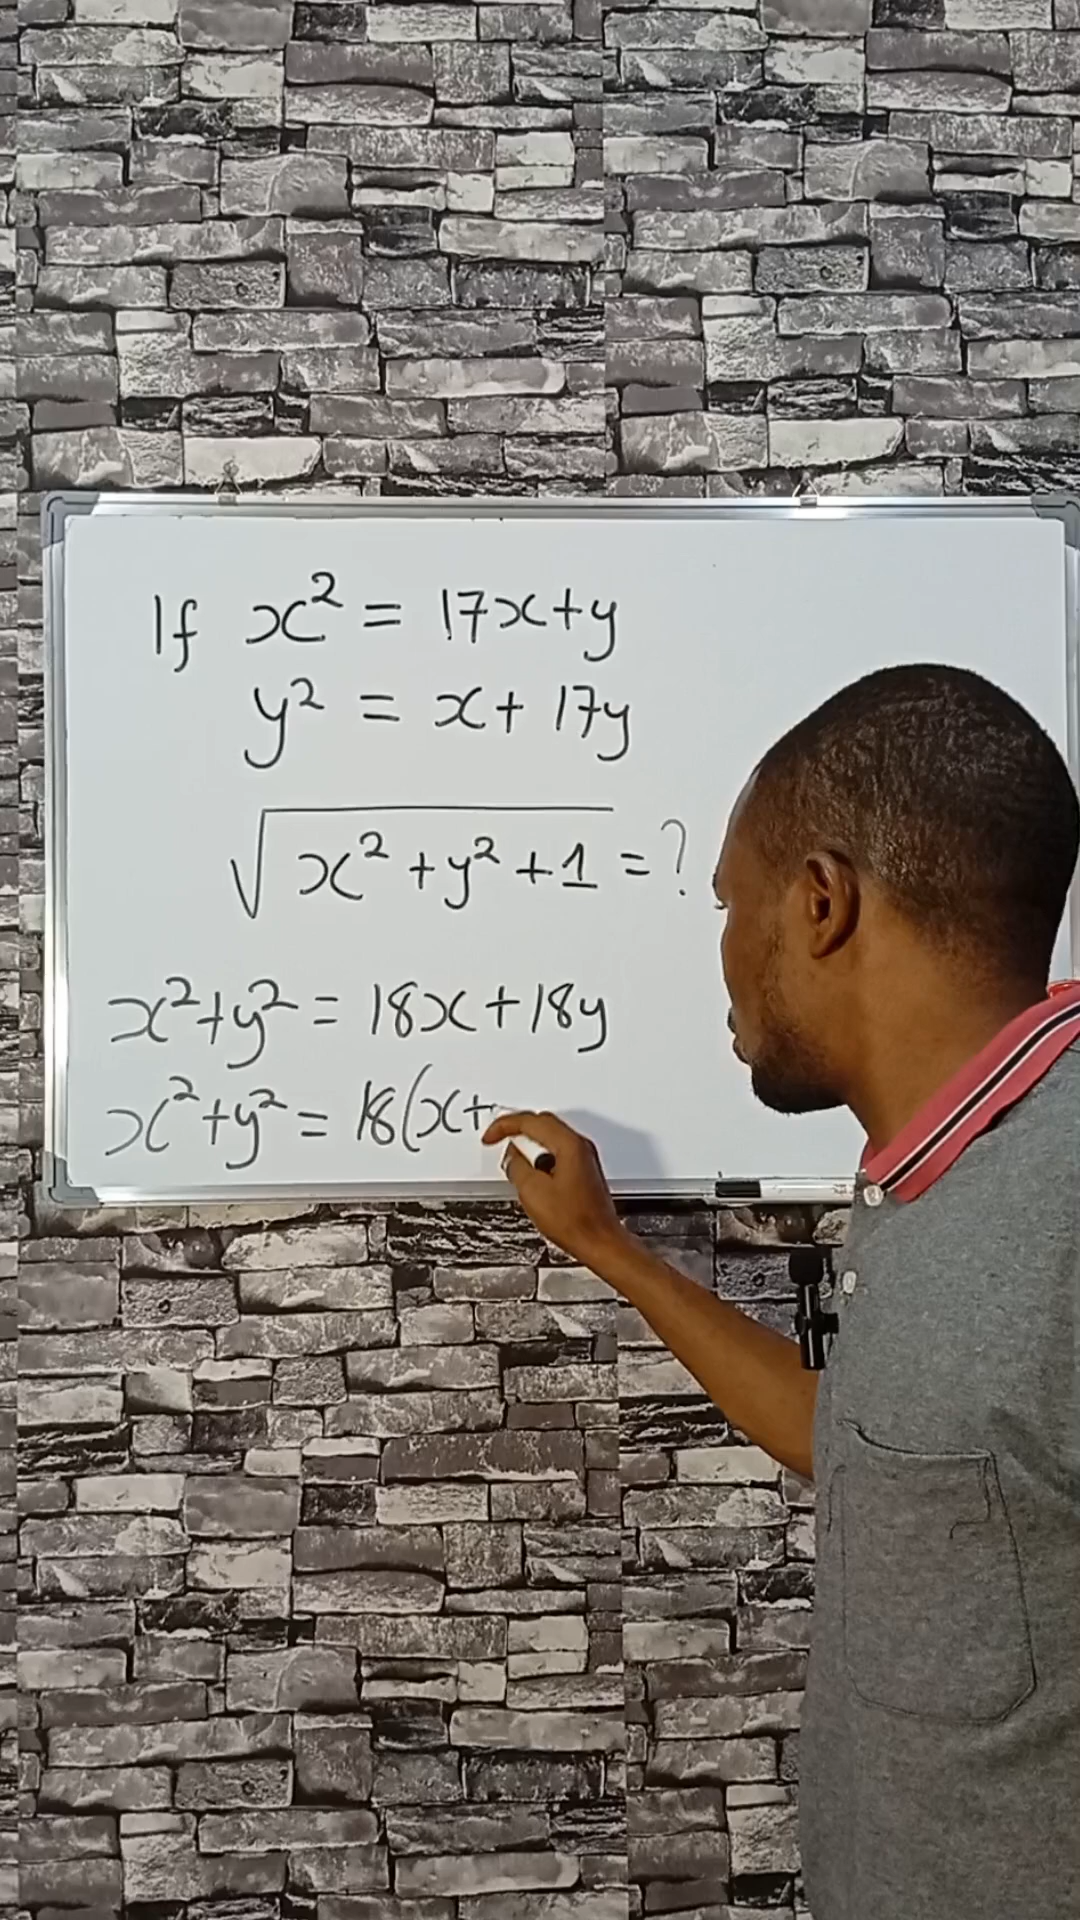 If x² = 17x+y
y² = x+17y
√(x²+y²+1) = ?
x²+y² = 18x+18y
x²+y² = 18(x+